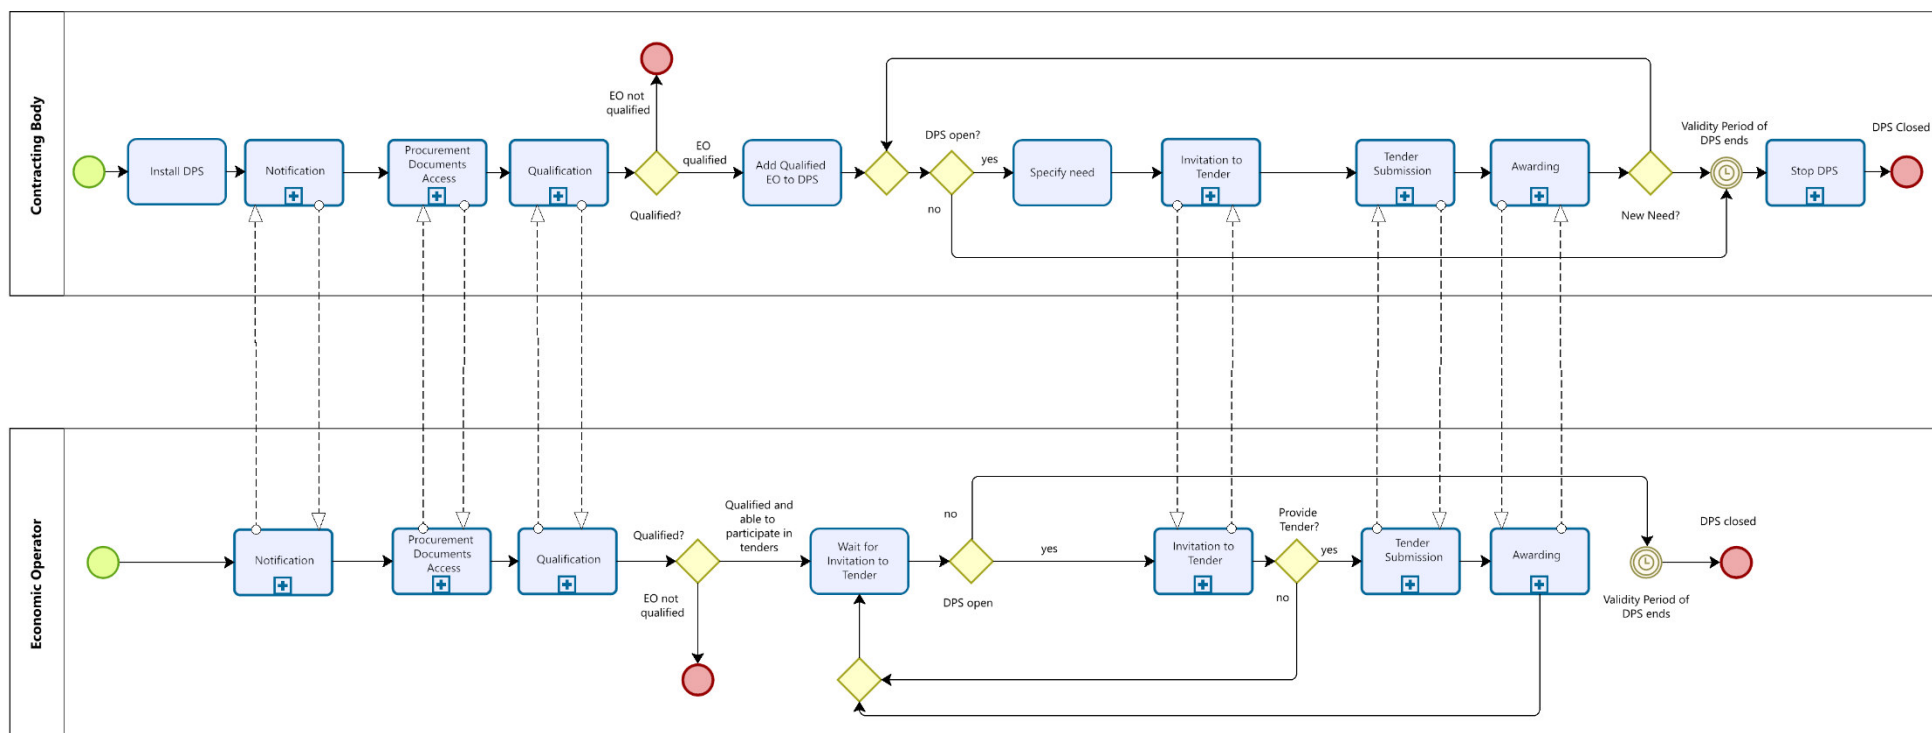 Contracting Body
Install DPS
Notification
Procurement
Documents
Access
Qualification
EO not
qualified
Qualified?
EO
qualified
Add Qualified
EO to DPS
DPS open?
yes
no
Specify need
Invitation to
Tender
Tender
Submission
Awarding
New Need?
Validity Period of
DPS ends
Stop DPS
DPS Closed
Economic Operator
Notification
Procurement
Documents
Access
Qualification
Qualified?
EO not
qualified
Qualified and
able to
participate in
tenders
Wait for
Invitation to
Tender
no
yes
DPS open
Invitation to
Tender
Provide
Tender?
yes
no
Tender
Submission
Awarding
Validity Period of
DPS ends
DPS closed